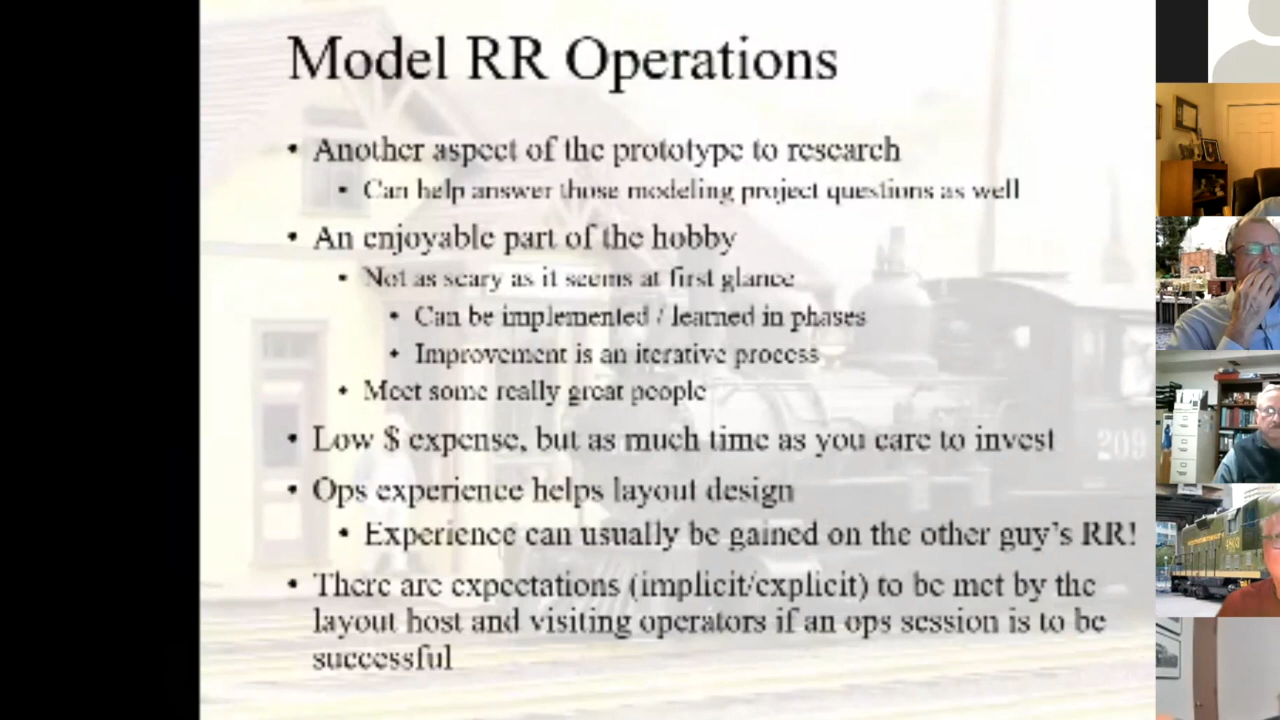 Model RR Operations
• Another aspect of the prototype to research
• Can help answer those modeling project questions as well
• An enjoyable part of the hobby
• Not as scary as it seems at first glance
• Can be implemented / learned in phases
• Improvement is an iterative process
• Meet some really great people
• Low $ expense, but as much time as you care to invest
209
• Ops experience helps layout design
• Experience can usually be gained on the other guy's RR!
• There are expectations (implicit/explicit) to be met by the
layout host and visiting operators if an ops session is to be
successful